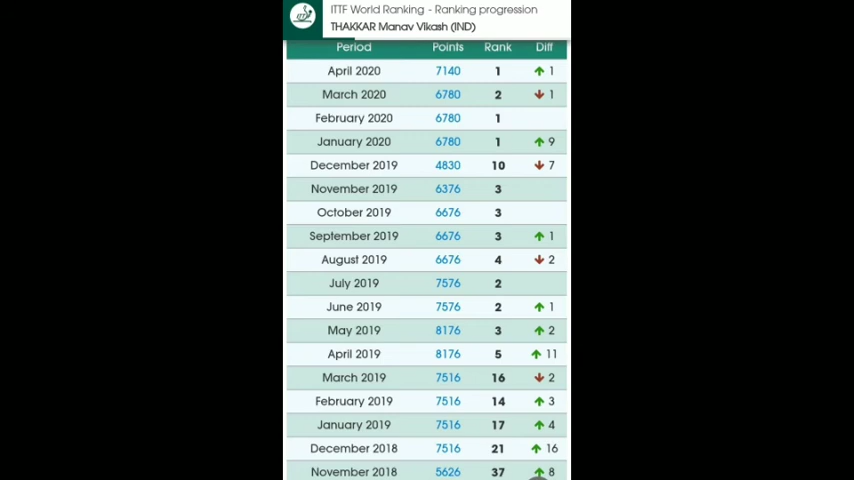 ITTF World Ranking - Ranking progression
THAKKAR Manav Vikash (IND)
Period Points Rank Diff
April 2020 7140 1 1
March 2020 6780 2 1
February 2020 6780 1
January 2020 6780 1 9
December 2019 4830 10 7
November 2019 6376 3
October 2019 6676 3
September 2019 6676 3 1
August 2019 6676 4 2
July 2019 7576 2
June 2019 7576 2 1
May 2019 8176 3 2
April 2019 8176 5 11
March 2019 7516 16 2
February 2019 7516 14 3
January 2019 7516 17 4
December 2018 7516 21 16
November 2018 5626 37 8